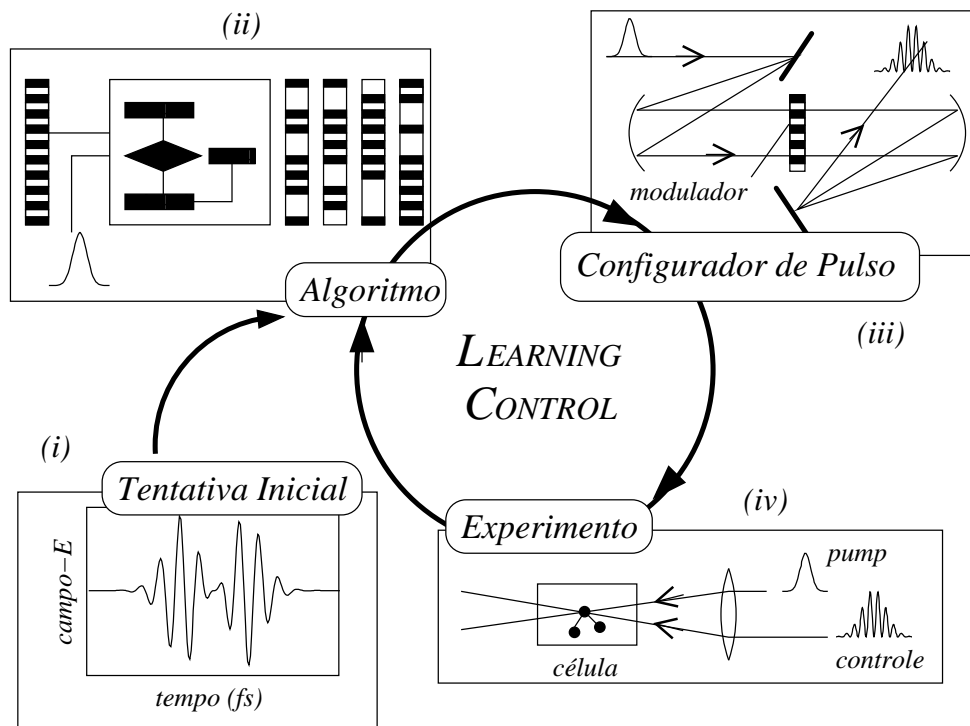 (ii)
Algoritmo
modulador
Configurador de Pulso
(iii)
LEARNING
CONTROL
(i)
Tentativa Inicial
campo–E
tempo (fs)
Experimento
(iv)
pump
controle
célula